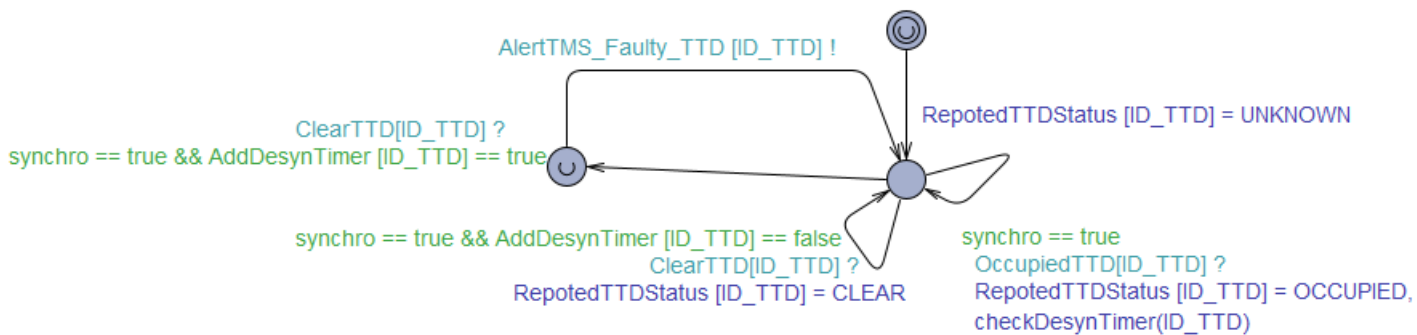 AlertTMS_Faulty_TTD [ID_TTD] !
RepotedTTDStatus [ID_TTD] = UNKNOWN
ClearTTD[ID_TTD] ?
synchro == true && AddDesynTimer [ID_TTD] == true
synchro == true && AddDesynTimer [ID_TTD] == false
ClearTTD[ID_TTD] ?
RepotedTTDStatus [ID_TTD] = CLEAR
synchro == true
OccupiedTTD[ID_TTD] ?
RepotedTTDStatus [ID_TTD] = OCCUPIED,
checkDesynTimer(ID_TTD)